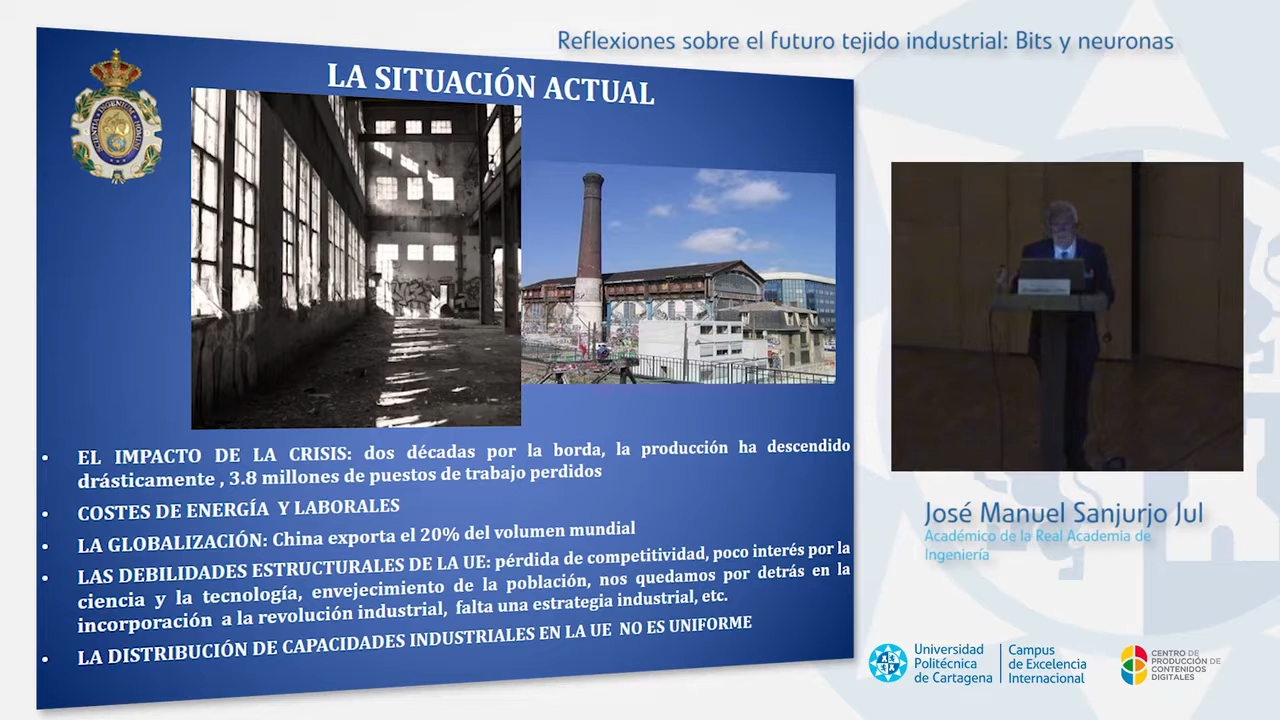 Reflexiones sobre el futuro tejido industrial: Bits y neuronas
LA SITUACIÓN ACTUAL
• EL IMPACTO DE LA CRISIS: dos décadas por la borda, la producción ha descendido
drásticamente , 3.8 millones de puestos de trabajo perdidos
• COSTES DE ENERGÍA Y LABORALES
• LA GLOBALIZACIÓN: China exporta el 20% del volumen mundial
• LAS DEBILIDADES ESTRUCTURALES DE LA UE: pérdida de competitividad, poco interés por la
ciencia y la tecnología, envejecimiento de la población, nos quedamos por detrás en la
incorporación a la revolución industrial, falta una estrategia industrial, etc.
• LA DISTRIBUCIÓN DE CAPACIDADES INDUSTRIALES EN LA UE NO ES UNIFORME
José Manuel Sanjurjo Jul
Académico de la Real Academia de
Ingeniería
Universidad
Politécnica
de Cartagena
Campus
de Excelencia
Internacional
CENTRO DE
PRODUCCIÓN DE
CONTENIDOS
DIGITALES